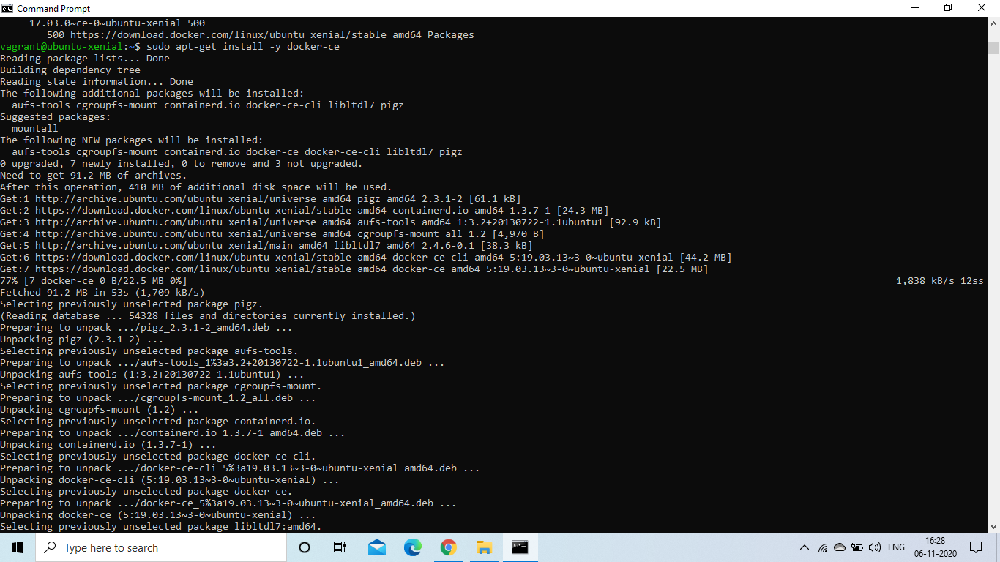 Command Prompt
17.03.0~ce-0~ubuntu-xenial 500
500 https://download.docker.com/linux/ubuntu xenial/stable amd64 Packages
vagrant@ubuntu-xenial:~$ sudo apt-get install -y docker-ce
Reading package lists... Done
Building dependency tree
Reading state information... Done
The following additional packages will be installed:
aufs-tools cgroupfs-mount containerd.io docker-ce-cli libltdl7 pigz
Suggested packages:
mountall
The following NEW packages will be installed:
aufs-tools cgroupfs-mount containerd.io docker-ce docker-ce-cli libltdl7 pigz
0 upgraded, 7 newly installed, 0 to remove and 3 not upgraded.
Need to get 91.2 MB of archives.
After this operation, 410 MB of additional disk space will be used.
Get:1 http://archive.ubuntu.com/ubuntu xenial/universe amd64 pigz amd64 2.3.1-2 [61.1 kB]
Get:2 https://download.docker.com/linux/ubuntu xenial/stable amd64 containerd.io amd64 1.3.7-1 [24.3 MB]
Get:3 http://archive.ubuntu.com/ubuntu xenial/universe amd64 aufs-tools amd64 1:3.2+20130722-1.1ubuntu1 [92.9 kB]
Get:4 http://archive.ubuntu.com/ubuntu xenial/universe amd64 cgroupfs-mount all 1.2 [4,970 B]
Get:5 http://archive.ubuntu.com/ubuntu xenial/main amd64 libltdl7 amd64 2.4.6-0.1 [38.3 kB]
Get:6 https://download.docker.com/linux/ubuntu xenial/stable amd64 docker-ce-cli amd64 5:19.03.13~3-0~ubuntu-xenial [44.2 MB]
Get:7 https://download.docker.com/linux/ubuntu xenial/stable amd64 docker-ce amd64 5:19.03.13~3-0~ubuntu-xenial [22.5 MB]
77% [7 docker-ce 0 B/22.5 MB 0%] 1,838 kB/s 12ss
Fetched 91.2 MB in 53s (1,709 kB/s)
Selecting previously unselected package pigz.
(Reading database ... 54328 files and directories currently installed.)
Preparing to unpack .../pigz_2.3.1-2_amd64.deb ...
Unpacking pigz (2.3.1-2) ...
Selecting previously unselected package aufs-tools.
Preparing to unpack .../aufs-tools_1%3a3.2+20130722-1.1ubuntu1_amd64.deb ...
Unpacking aufs-tools (1:3.2+20130722-1.1ubuntu1) ...
Selecting previously unselected package cgroupfs-mount.
Preparing to unpack .../cgroupfs-mount_1.2_all.deb ...
Unpacking cgroupfs-mount (1.2) ...
Selecting previously unselected package containerd.io.
Preparing to unpack .../containerd.io_1.3.7-1_amd64.deb ...
Unpacking containerd.io (1.3.7-1) ...
Selecting previously unselected package docker-ce-cli.
Preparing to unpack .../docker-ce-cli_5%3a19.03.13~3-0~ubuntu-xenial_amd64.deb ...
Unpacking docker-ce-cli (5:19.03.13~3-0~ubuntu-xenial) ...
Selecting previously unselected package docker-ce.
Preparing to unpack .../docker-ce_5%3a19.03.13~3-0~ubuntu-xenial_amd64.deb ...
Unpacking docker-ce (5:19.03.13~3-0~ubuntu-xenial) ...
Selecting previously unselected package libltdl7:amd64.
Type here to search
ENG
16:28
06-11-2020